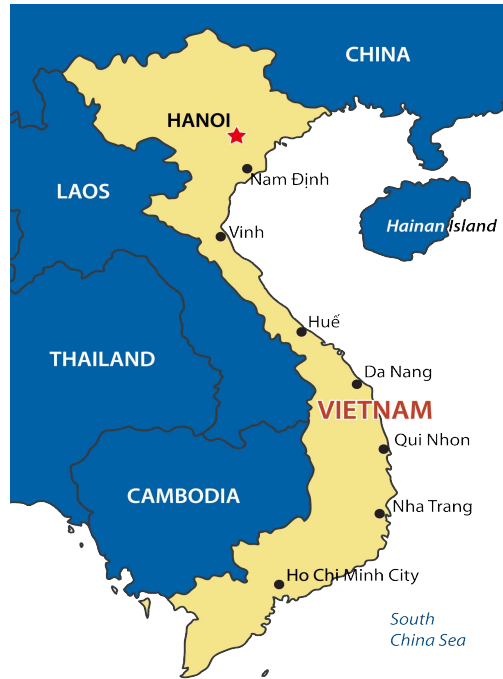 CHINA
HANOI
Nam Định
LAOS
Hainan Island
Vinh
Huế
THAILAND
Da Nang
VIETNAM
Qui Nhon
CAMBODIA
Nha Trang
Ho Chi Minh City
South
China Sea